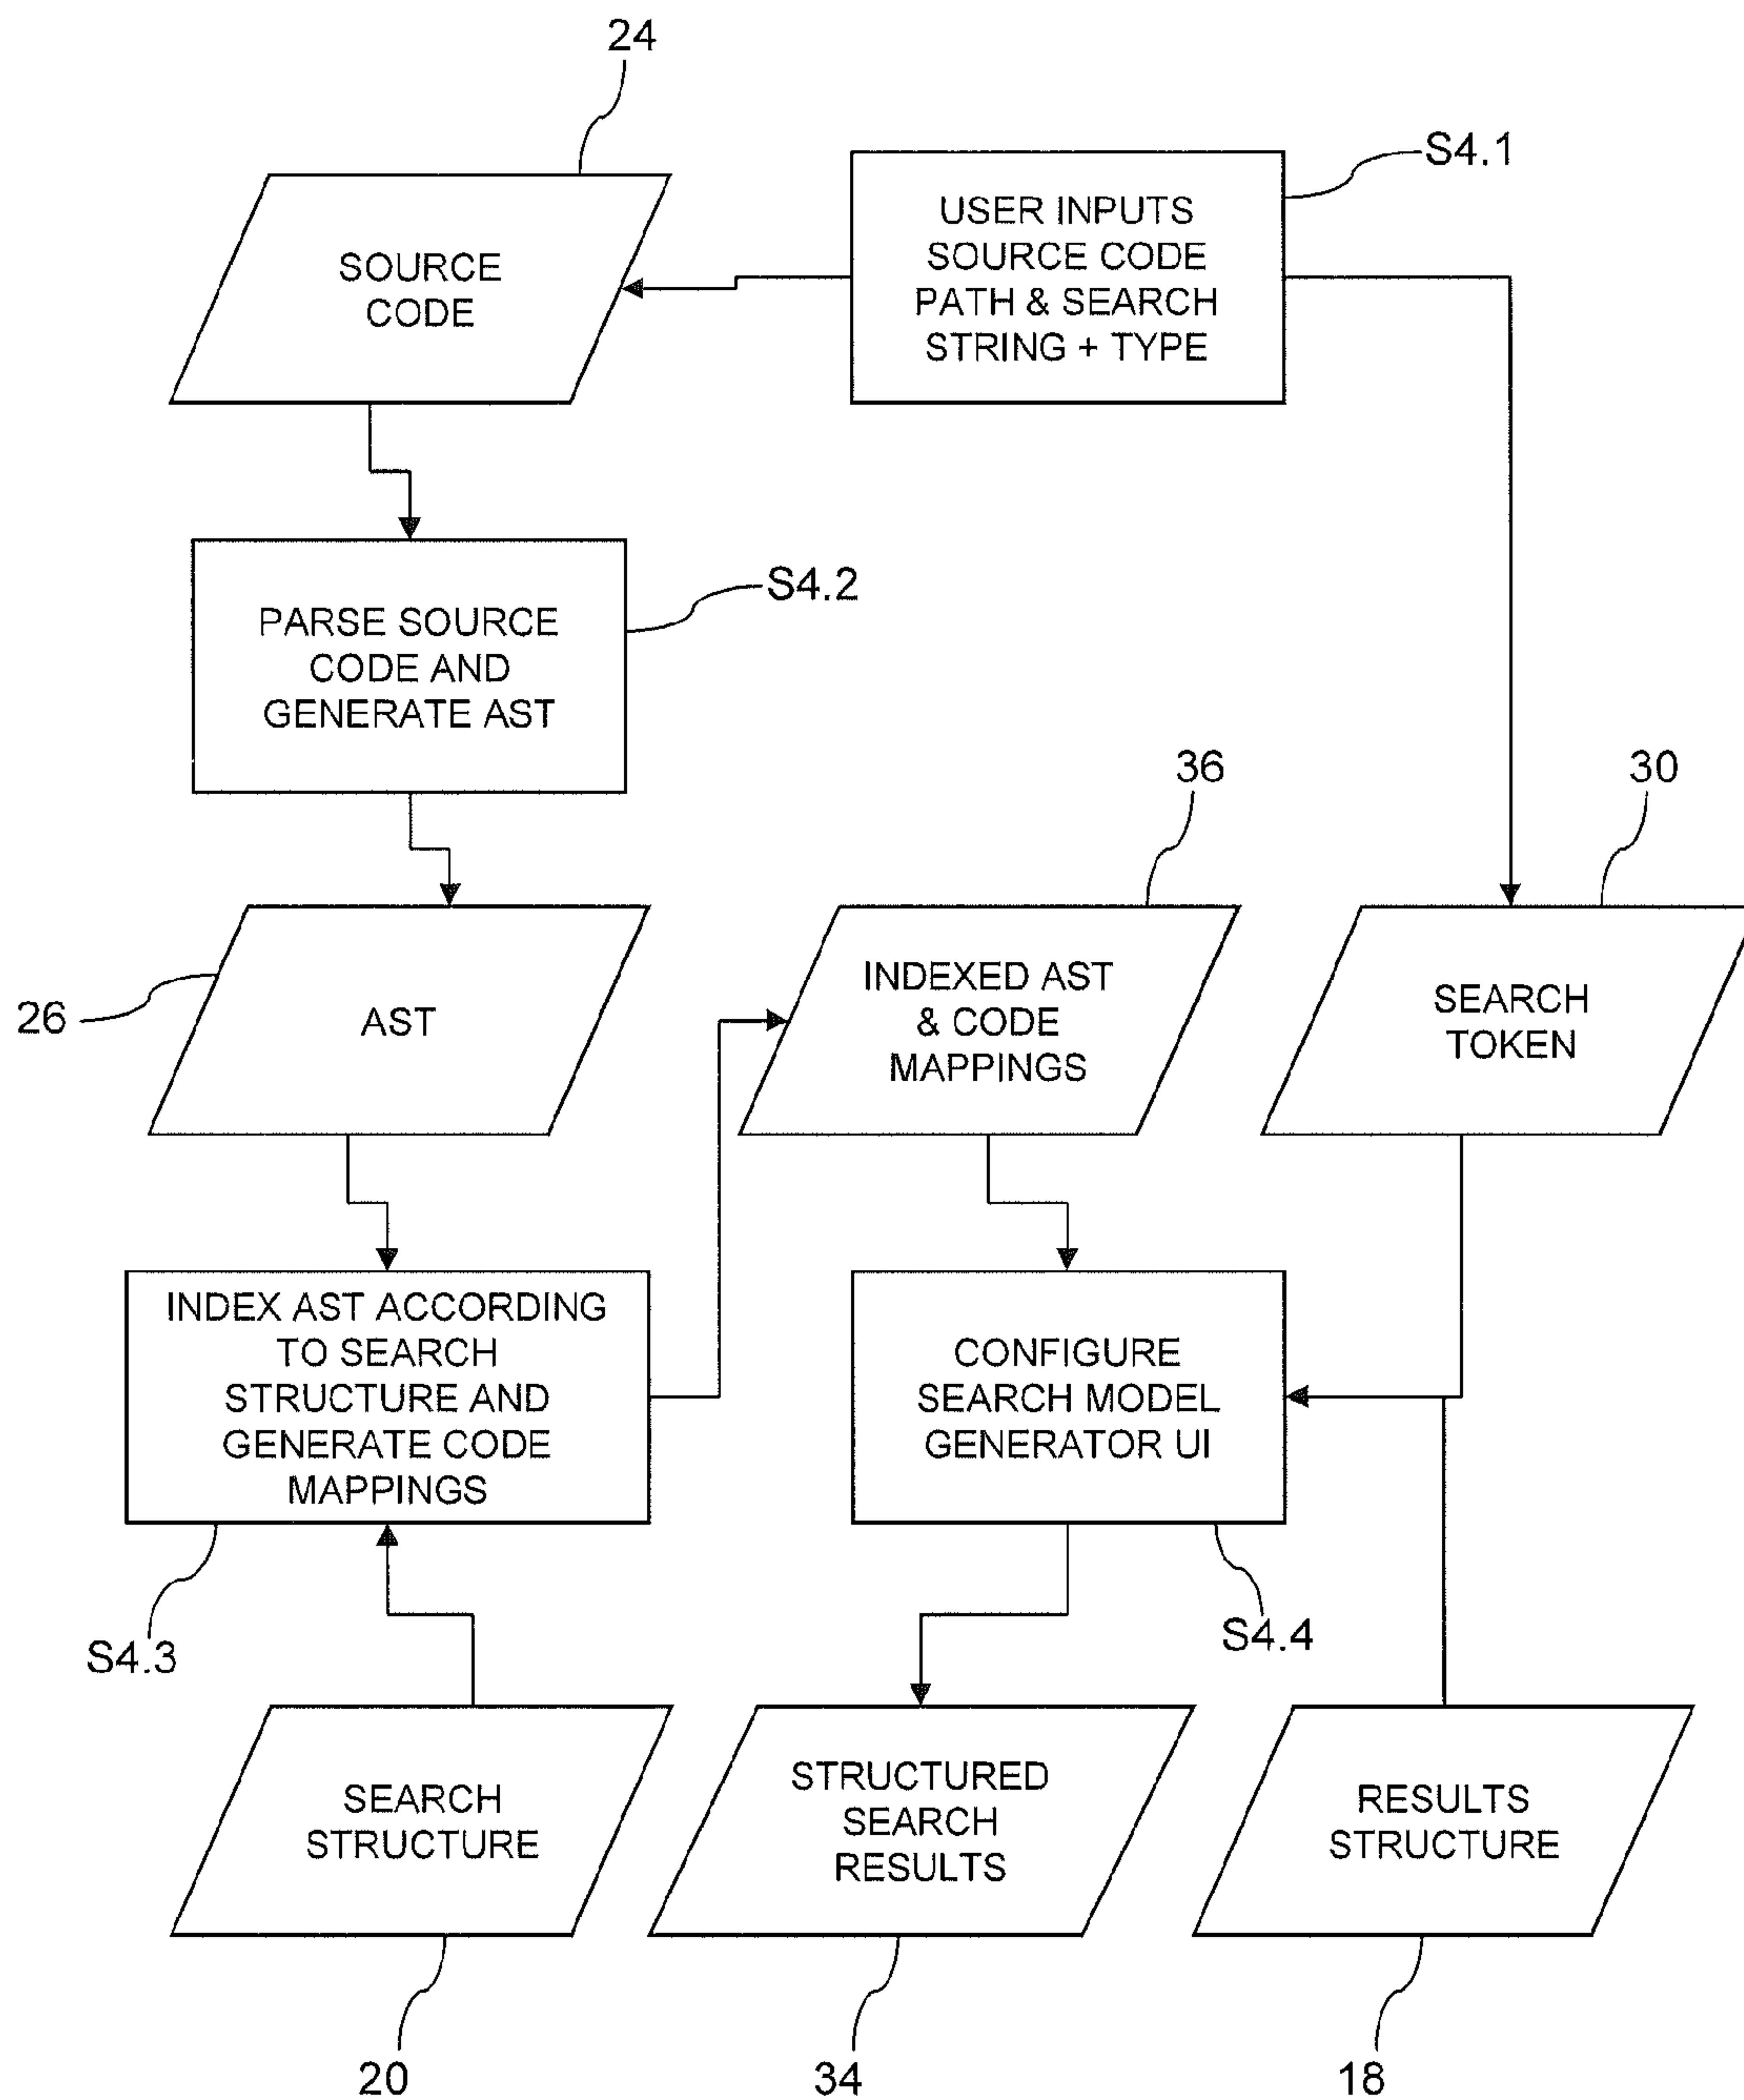 24
S4.1
USER INPUTS
SOURCE CODE
PATH & SEARCH
STRING + TYPE
SOURCE
CODE
S4.2
PARSE SOURCE
CODE AND
GENERATE AST
36
30
26
AST
INDEXED AST
& CODE
MAPPINGS
SEARCH
TOKEN
INDEX AST ACCORDING
TO SEARCH
STRUCTURE AND
GENERATE CODE
MAPPINGS
CONFIGURE
SEARCH MODEL
GENERATOR UI
S4.3
S4.4
SEARCH
STRUCTURE
STRUCTURED
SEARCH
RESULTS
RESULTS
STRUCTURE
20
34
18